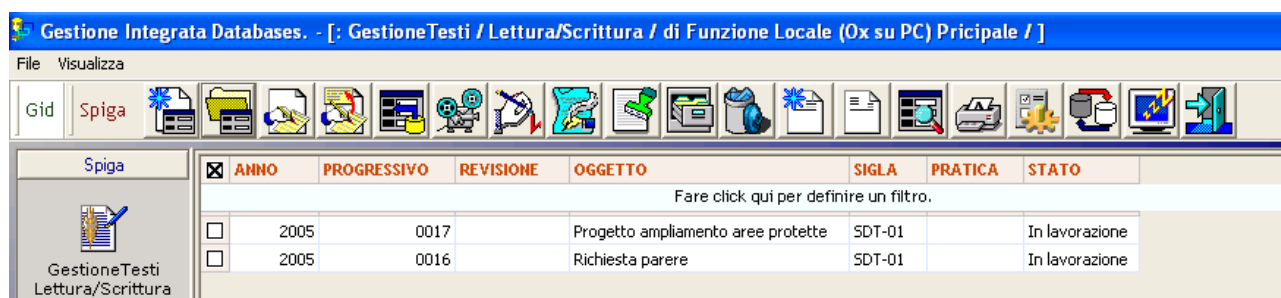 Gestione Integrata Databases. - [: GestioneTesti / Lettura/Scrittura / di Funzione Locale (Ox su PC) Pricipale / ]
File Visualizza
Gid Spiga
Spiga
ANNO PROGRESSIVO REVISIONE OGGETTO SIGLA PRATICA STATO
Fare click qui per definire un filtro.
2005 0017 Progetto ampliamento aree protette SDT-01 In lavorazione
2005 0016 Richiesta parere SDT-01 In lavorazione
GestioneTesti
Lettura/Scrittura